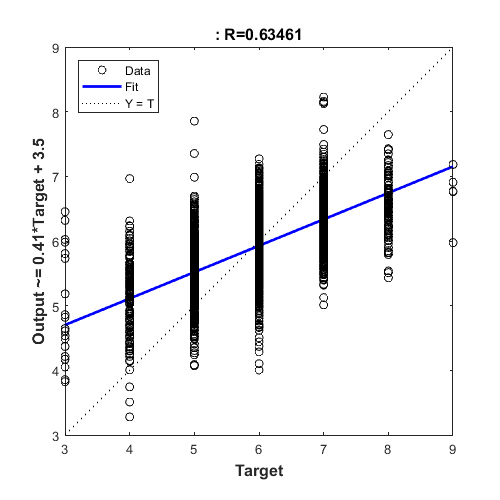 : R=0.63461
Data
Fit
Y = T
Output ~= 0.41*Target + 3.5
9
8
7
6
5
4
3
3 4 5 6 7 8 9
Target